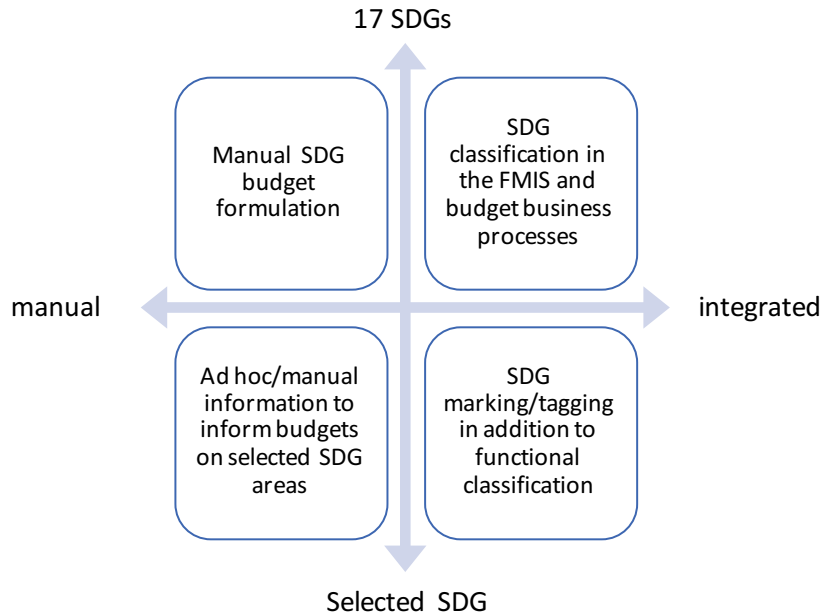 17 SDGs
Manual SDG
budget
formulation
SDG
classification in
the FMIS and
budget business
processes
manual
integrated
Ad hoc/manual
information to
inform budgets
on selected SDG
areas
SDG
marking/tagging
in addition to
functional
classification
Selected SDG